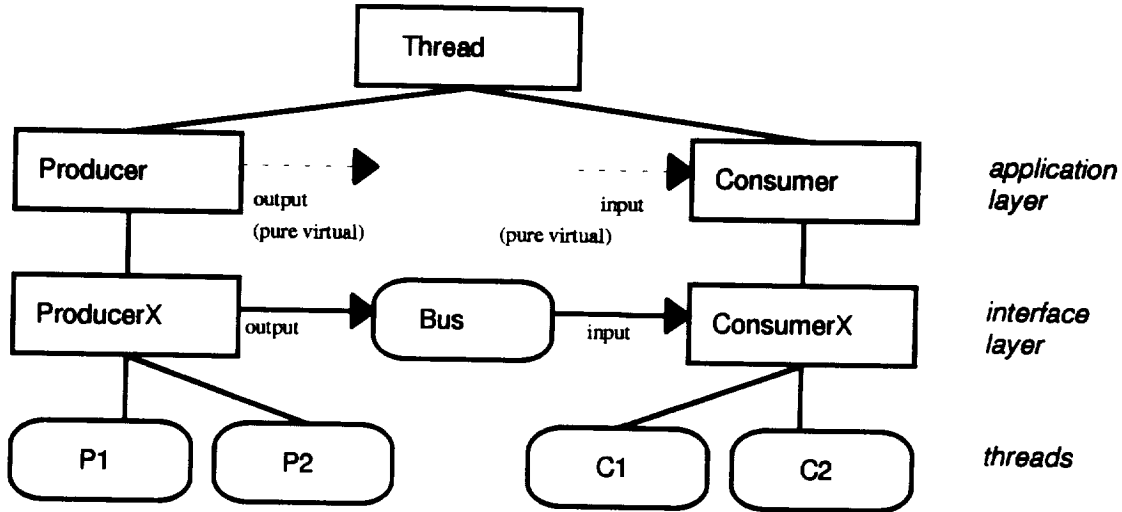 Thread
Producer
output
(pure virtual)
input
(pure virtual)
Consumer
application
layer
ProducerX
output
Bus
input
ConsumerX
interface
layer
P1
P2
C1
C2
threads